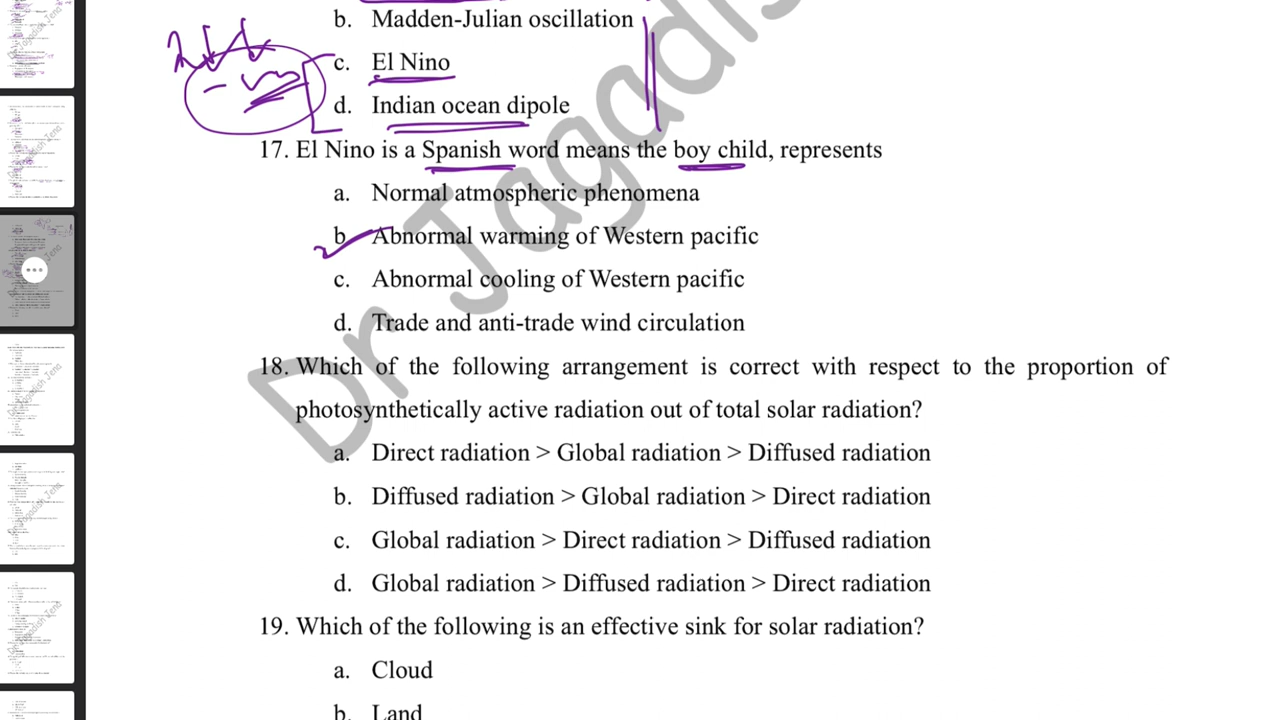 b. Madden-Julian oscillation
c. El Nino
d. Indian ocean dipole
17. El Nino is a Spanish word means the boy child, represents
a. Normal atmospheric phenomena
b. Abnormal warming of Western pacific
c. Abnormal cooling of Western pacific
d. Trade and anti-trade wind circulation
18. Which of the following arrangement is correct with respect to the proportion of
photosynthetically active radiation out of total solar radiation?
a. Direct radiation > Global radiation > Diffused radiation
b. Diffused radiation > Global radiation > Direct radiation
c. Global radiation > Direct radiation > Diffused radiation
d. Global radiation > Diffused radiation > Direct radiation
19. Which of the following is an effective sink for solar radiation?
a. Cloud
b. Land
Dr Jagadis